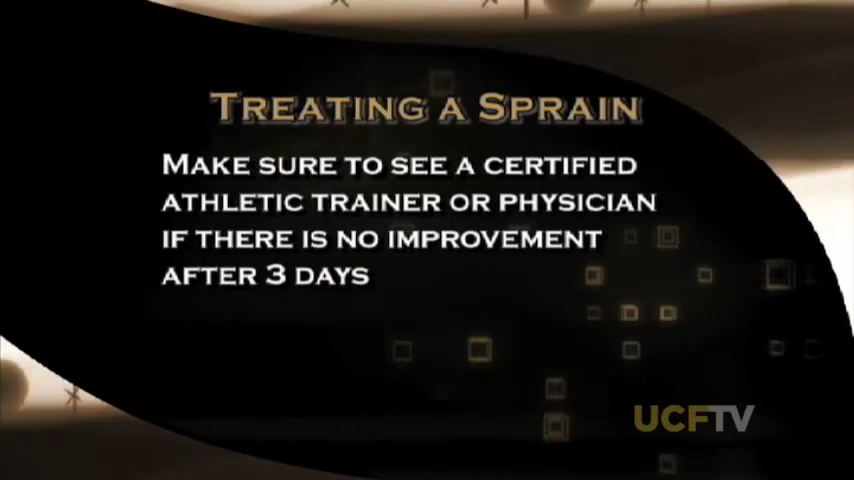 Treating a Sprain
Make sure to see a certified
athletic trainer or physician
if there is no improvement
after 3 days
UCFTV